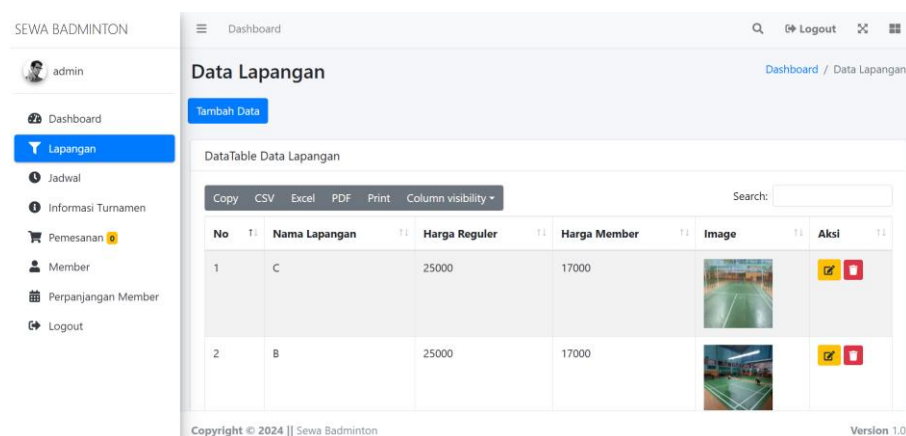 SEWA BADMINTON
Dashboard
Logout
admin
Data Lapangan
Dashboard / Data Lapangan
Tambah Data
Dashboard
Lapangan
Jadwal
Informasi Turnamen
Pemesanan 0
Member
Perpanjangan Member
Logout
DataTable Data Lapangan
Copy CSV Excel PDF Print Column visibility
Search:
No Nama Lapangan Harga Reguler Harga Member Image Aksi
1 C 25000 17000
2 B 25000 17000
Copyright © 2024 || Sewa Badminton
Version 1.0